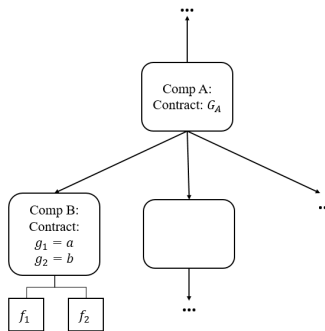 ...
Comp A:
Contract: G_A
Comp B:
Contract:
g_1 = a
g_2 = b
...
f_1
f_2
...